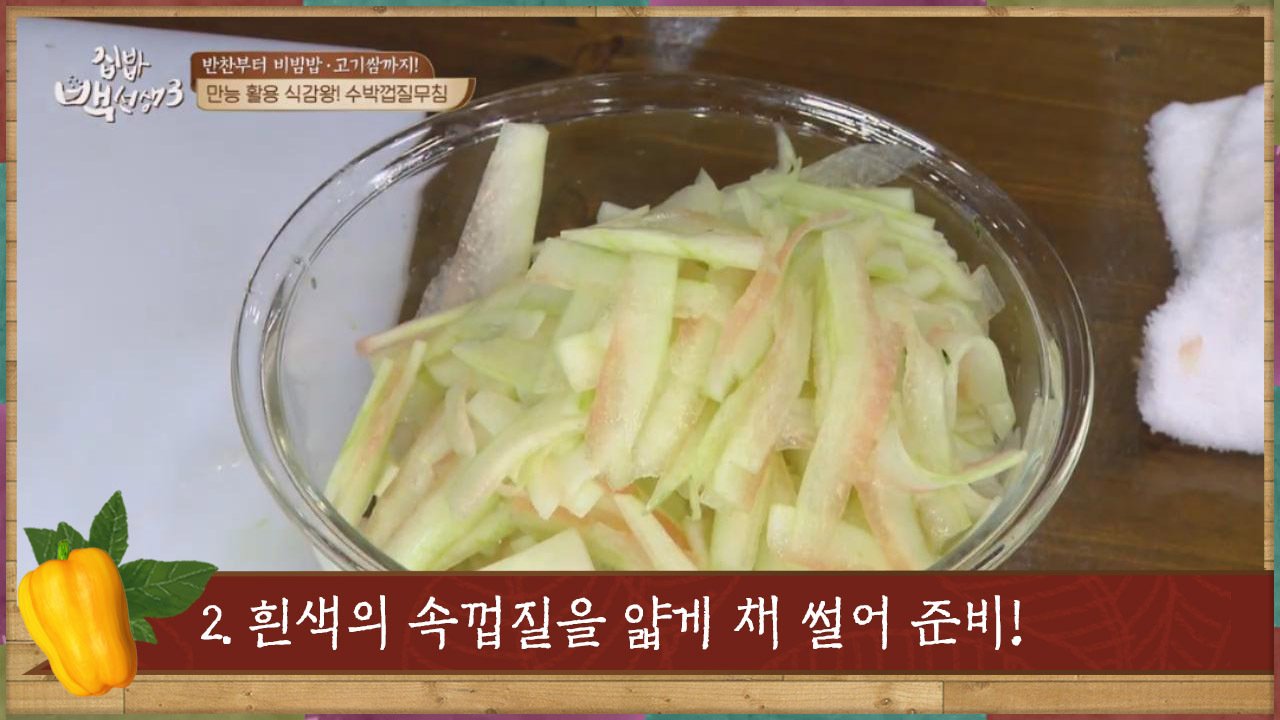 집밥
백선생3
반찬부터 비빔밥·고기쌈까지!
만능 활용 식감왕! 수박껍질무침
2. 흰색의 속껍질을 얇게 채 썰어 준비!